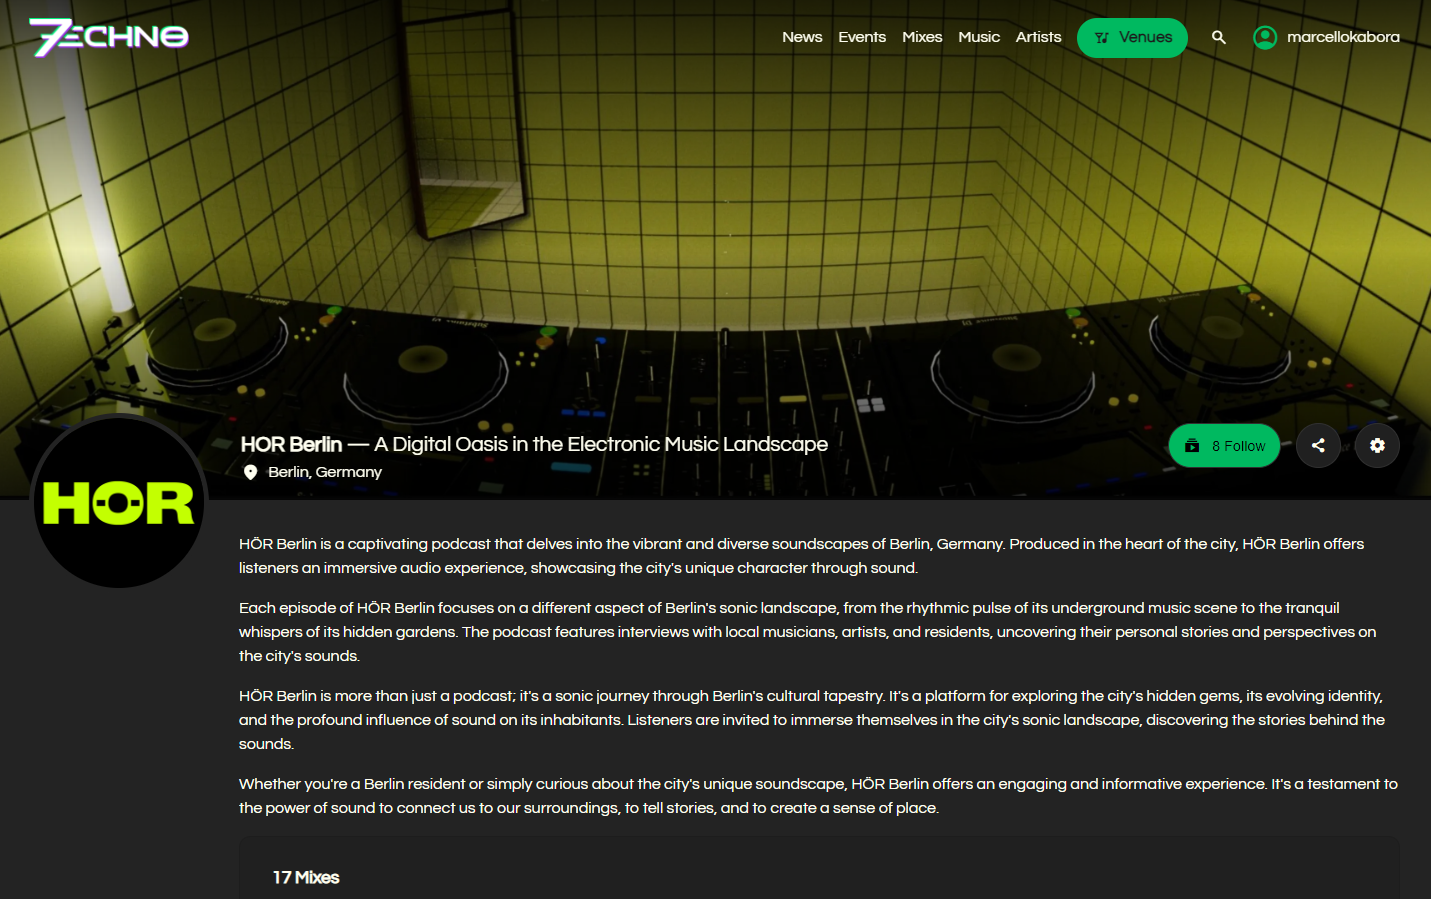 7ECHNO
News Events Mixes Music Artists Venues marcellokabora
HOR Berlin — A Digital Oasis in the Electronic Music Landscape
Berlin, Germany
8 Follow
HOR
HÖR Berlin is a captivating podcast that delves into the vibrant and diverse soundscapes of Berlin, Germany. Produced in the heart of the city, HÖR Berlin offers
listeners an immersive audio experience, showcasing the city's unique character through sound.
Each episode of HÖR Berlin focuses on a different aspect of Berlin's sonic landscape, from the rhythmic pulse of its underground music scene to the tranquil
whispers of its hidden gardens. The podcast features interviews with local musicians, artists, and residents, uncovering their personal stories and perspectives on
the city's sounds.
HÖR Berlin is more than just a podcast; it's a sonic journey through Berlin's cultural tapestry. It's a platform for exploring the city's hidden gems, its evolving identity,
and the profound influence of sound on its inhabitants. Listeners are invited to immerse themselves in the city's sonic landscape, discovering the stories behind the
sounds.
Whether you're a Berlin resident or simply curious about the city's unique soundscape, HÖR Berlin offers an engaging and informative experience. It's a testament to
the power of sound to connect us to our surroundings, to tell stories, and to create a sense of place.
17 Mixes